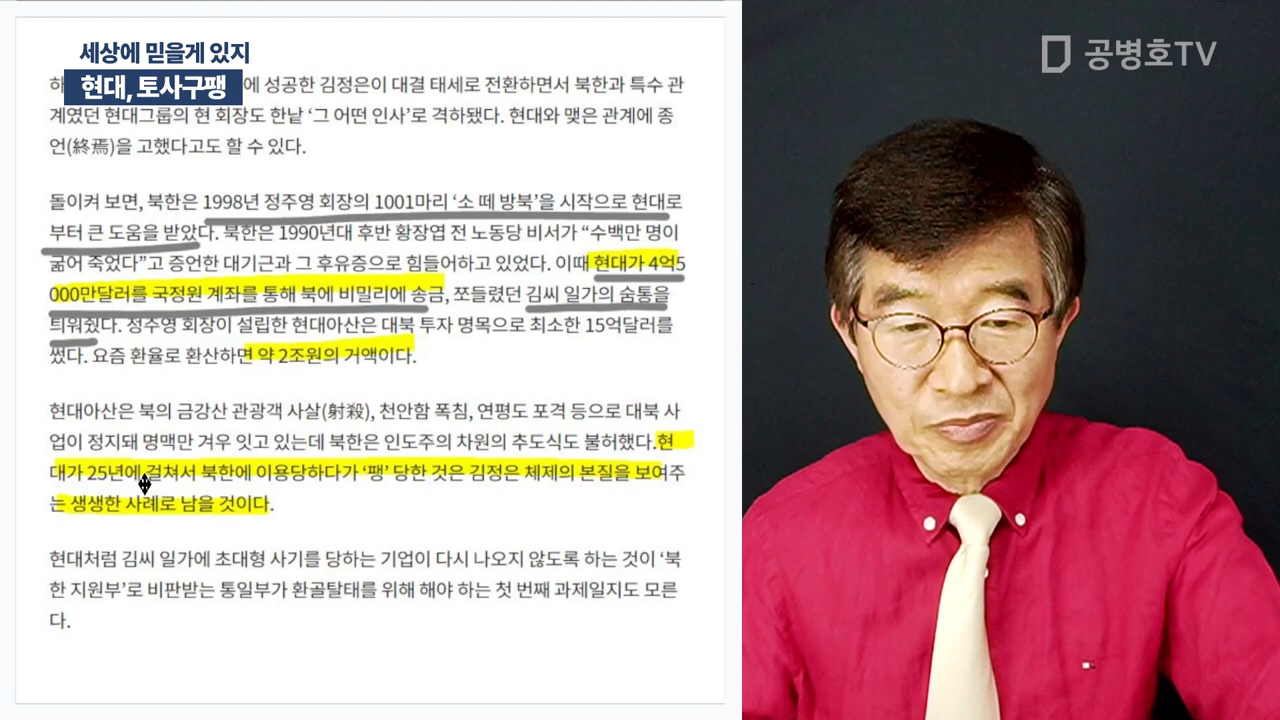 세상에 믿을게 있지
현대, 토사구팽
공병호TV
에 성공한 김정은이 대결 태세로 전환하면서 북한과 특수 관
계였던 현대그룹의 현 회장도 한낱 ‘그 어떤 인사’로 격하됐다. 현대와 맺은 관계에 종
언(終焉)을 고했다고도 할 수 있다.
돌이켜 보면, 북한은 1998년 정주영 회장의 1001마리 ‘소 떼 방북’을 시작으로 현대로
부터 큰 도움을 받았다. 북한은 1990년대 후반 황장엽 전 노동당 비서가 “수백만 명이
굶어 죽었다”고 증언한 대기근과 그 후유증으로 힘들어하고 있었다. 이때 현대가 4억5
000만달러를 국정원 계좌를 통해 북에 비밀리에 송금, 쪼들렸던 김씨 일가의 숨통을
틔워줬다. 정주영 회장이 설립한 현대아산은 대북 투자 명목으로 최소한 15억달러를
썼다. 요즘 환율로 환산하면 약 2조원의 거액이다.
현대아산은 북의 금강산 관광객 사살(射殺), 천안함 폭침, 연평도 포격 등으로 대북 사
업이 정지돼 명맥만 겨우 잇고 있는데 북한은 인도주의 차원의 추도식도 불허했다.현
대가 25년에 걸쳐서 북한에 이용당하다가 ‘팽’ 당한 것은 김정은 체제의 본질을 보여주
는 생생한 사례로 남을 것이다.
현대처럼 김씨 일가에 초대형 사기를 당하는 기업이 다시 나오지 않도록 하는 것이 ‘북
한 지원부’로 비판받는 통일부가 환골탈태를 위해 해야 하는 첫 번째 과제일지도 모른
다.